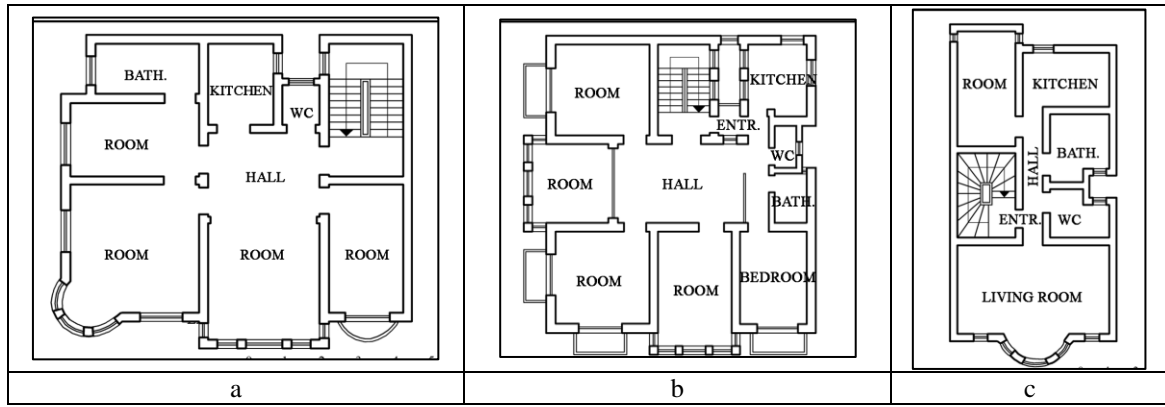 BATH.
KITCHEN
WC
ROOM
HALL
ROOM
ROOM
ROOM
a
KITCHEN
ROOM
ENTR.
WC
ROOM
HALL
BATH.
ROOM
ROOM
BEDROOM
b
ROOM
KITCHEN
HALL
BATH.
ENTR.
WC
LIVING ROOM
c